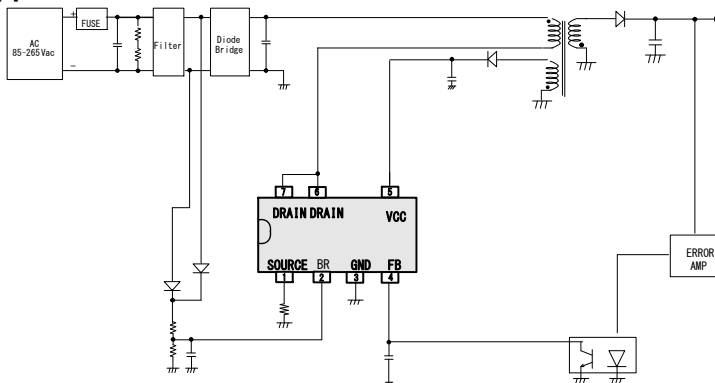 AC
85-265Vac
+
-
FUSE
Filter
Diode
Bridge
7
6
5
DRAIN DRAIN
VCC
SOURCE BR GND FB
1
2
3
4
ERROR
AMP